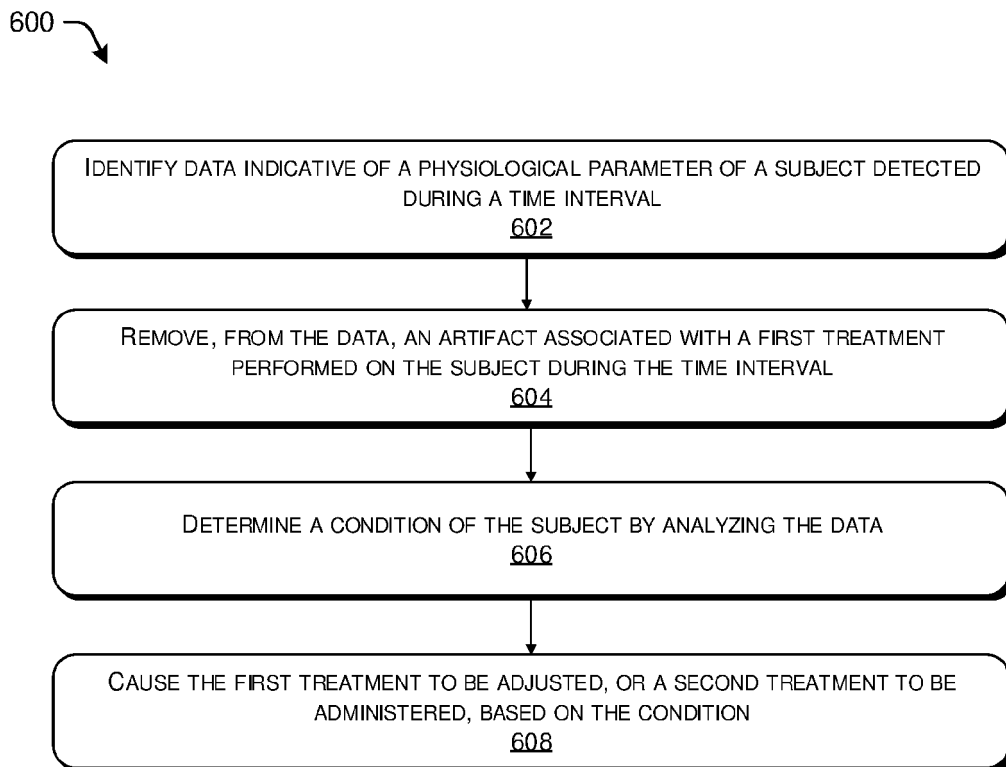 600
IDENTIFY DATA INDICATIVE OF A PHYSIOLOGICAL PARAMETER OF A SUBJECT DETECTED
DURING A TIME INTERVAL
602
REMOVE, FROM THE DATA, AN ARTIFACT ASSOCIATED WITH A FIRST TREATMENT
PERFORMED ON THE SUBJECT DURING THE TIME INTERVAL
604
DETERMINE A CONDITION OF THE SUBJECT BY ANALYZING THE DATA
606
CAUSE THE FIRST TREATMENT TO BE ADJUSTED, OR A SECOND TREATMENT TO BE
ADMINISTERED, BASED ON THE CONDITION
608